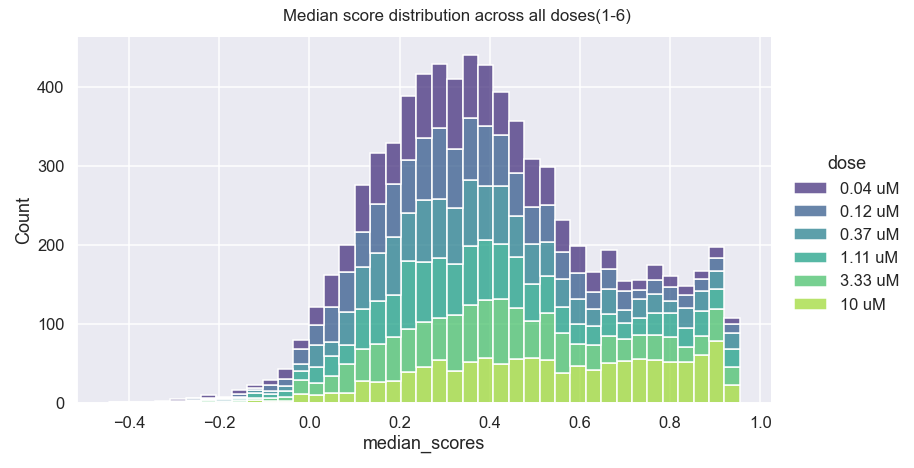 Median score distribution across all doses(1-6)
Count
400
300
200
100
0
−0.4
−0.2
0.0
0.2
0.4
0.6
0.8
1.0
median_scores
dose
0.04 uM
0.12 uM
0.37 uM
1.11 uM
3.33 uM
10 uM